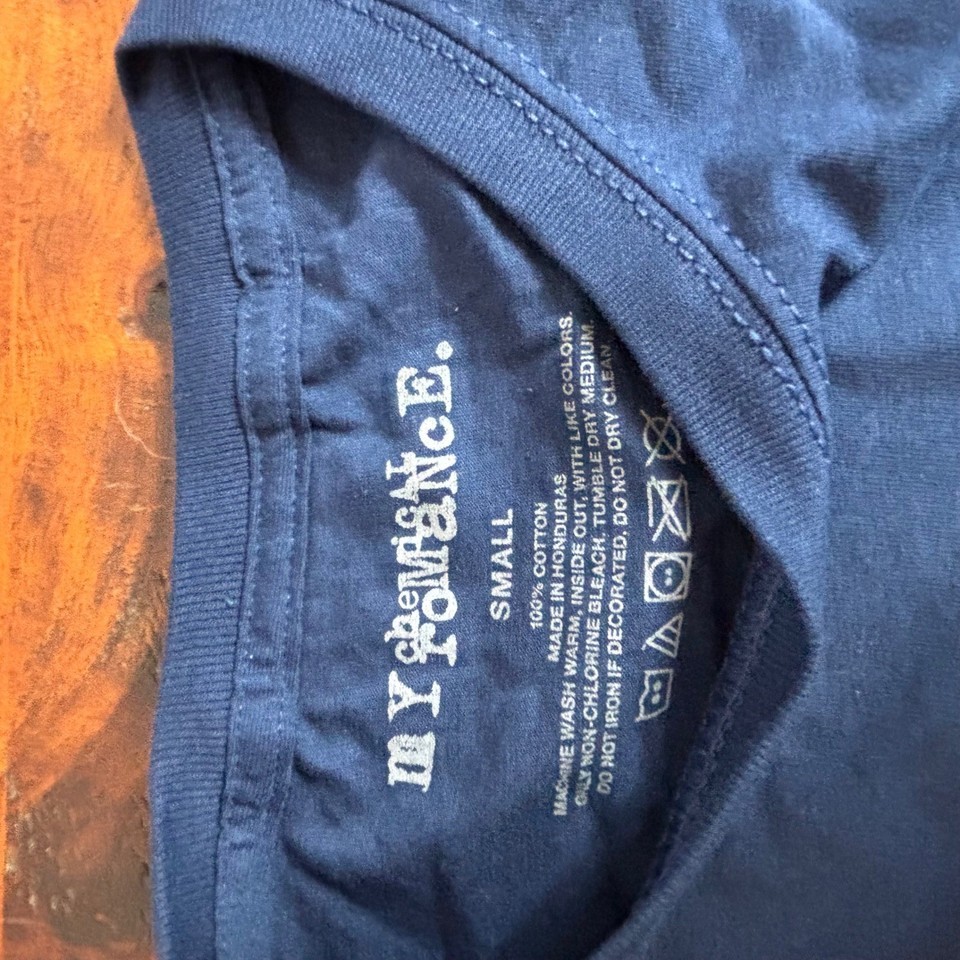 mY cheMicAL
roMaNcE.
SMALL
100% COTTON
MADE IN HONDURAS
MACHINE WASH WARM, INSIDE OUT, WITH LIKE COLORS.
ONLY NON-CHLORINE BLEACH. TUMBLE DRY MEDIUM.
DO NOT IRON IF DECORATED. DO NOT DRY CLEAN.